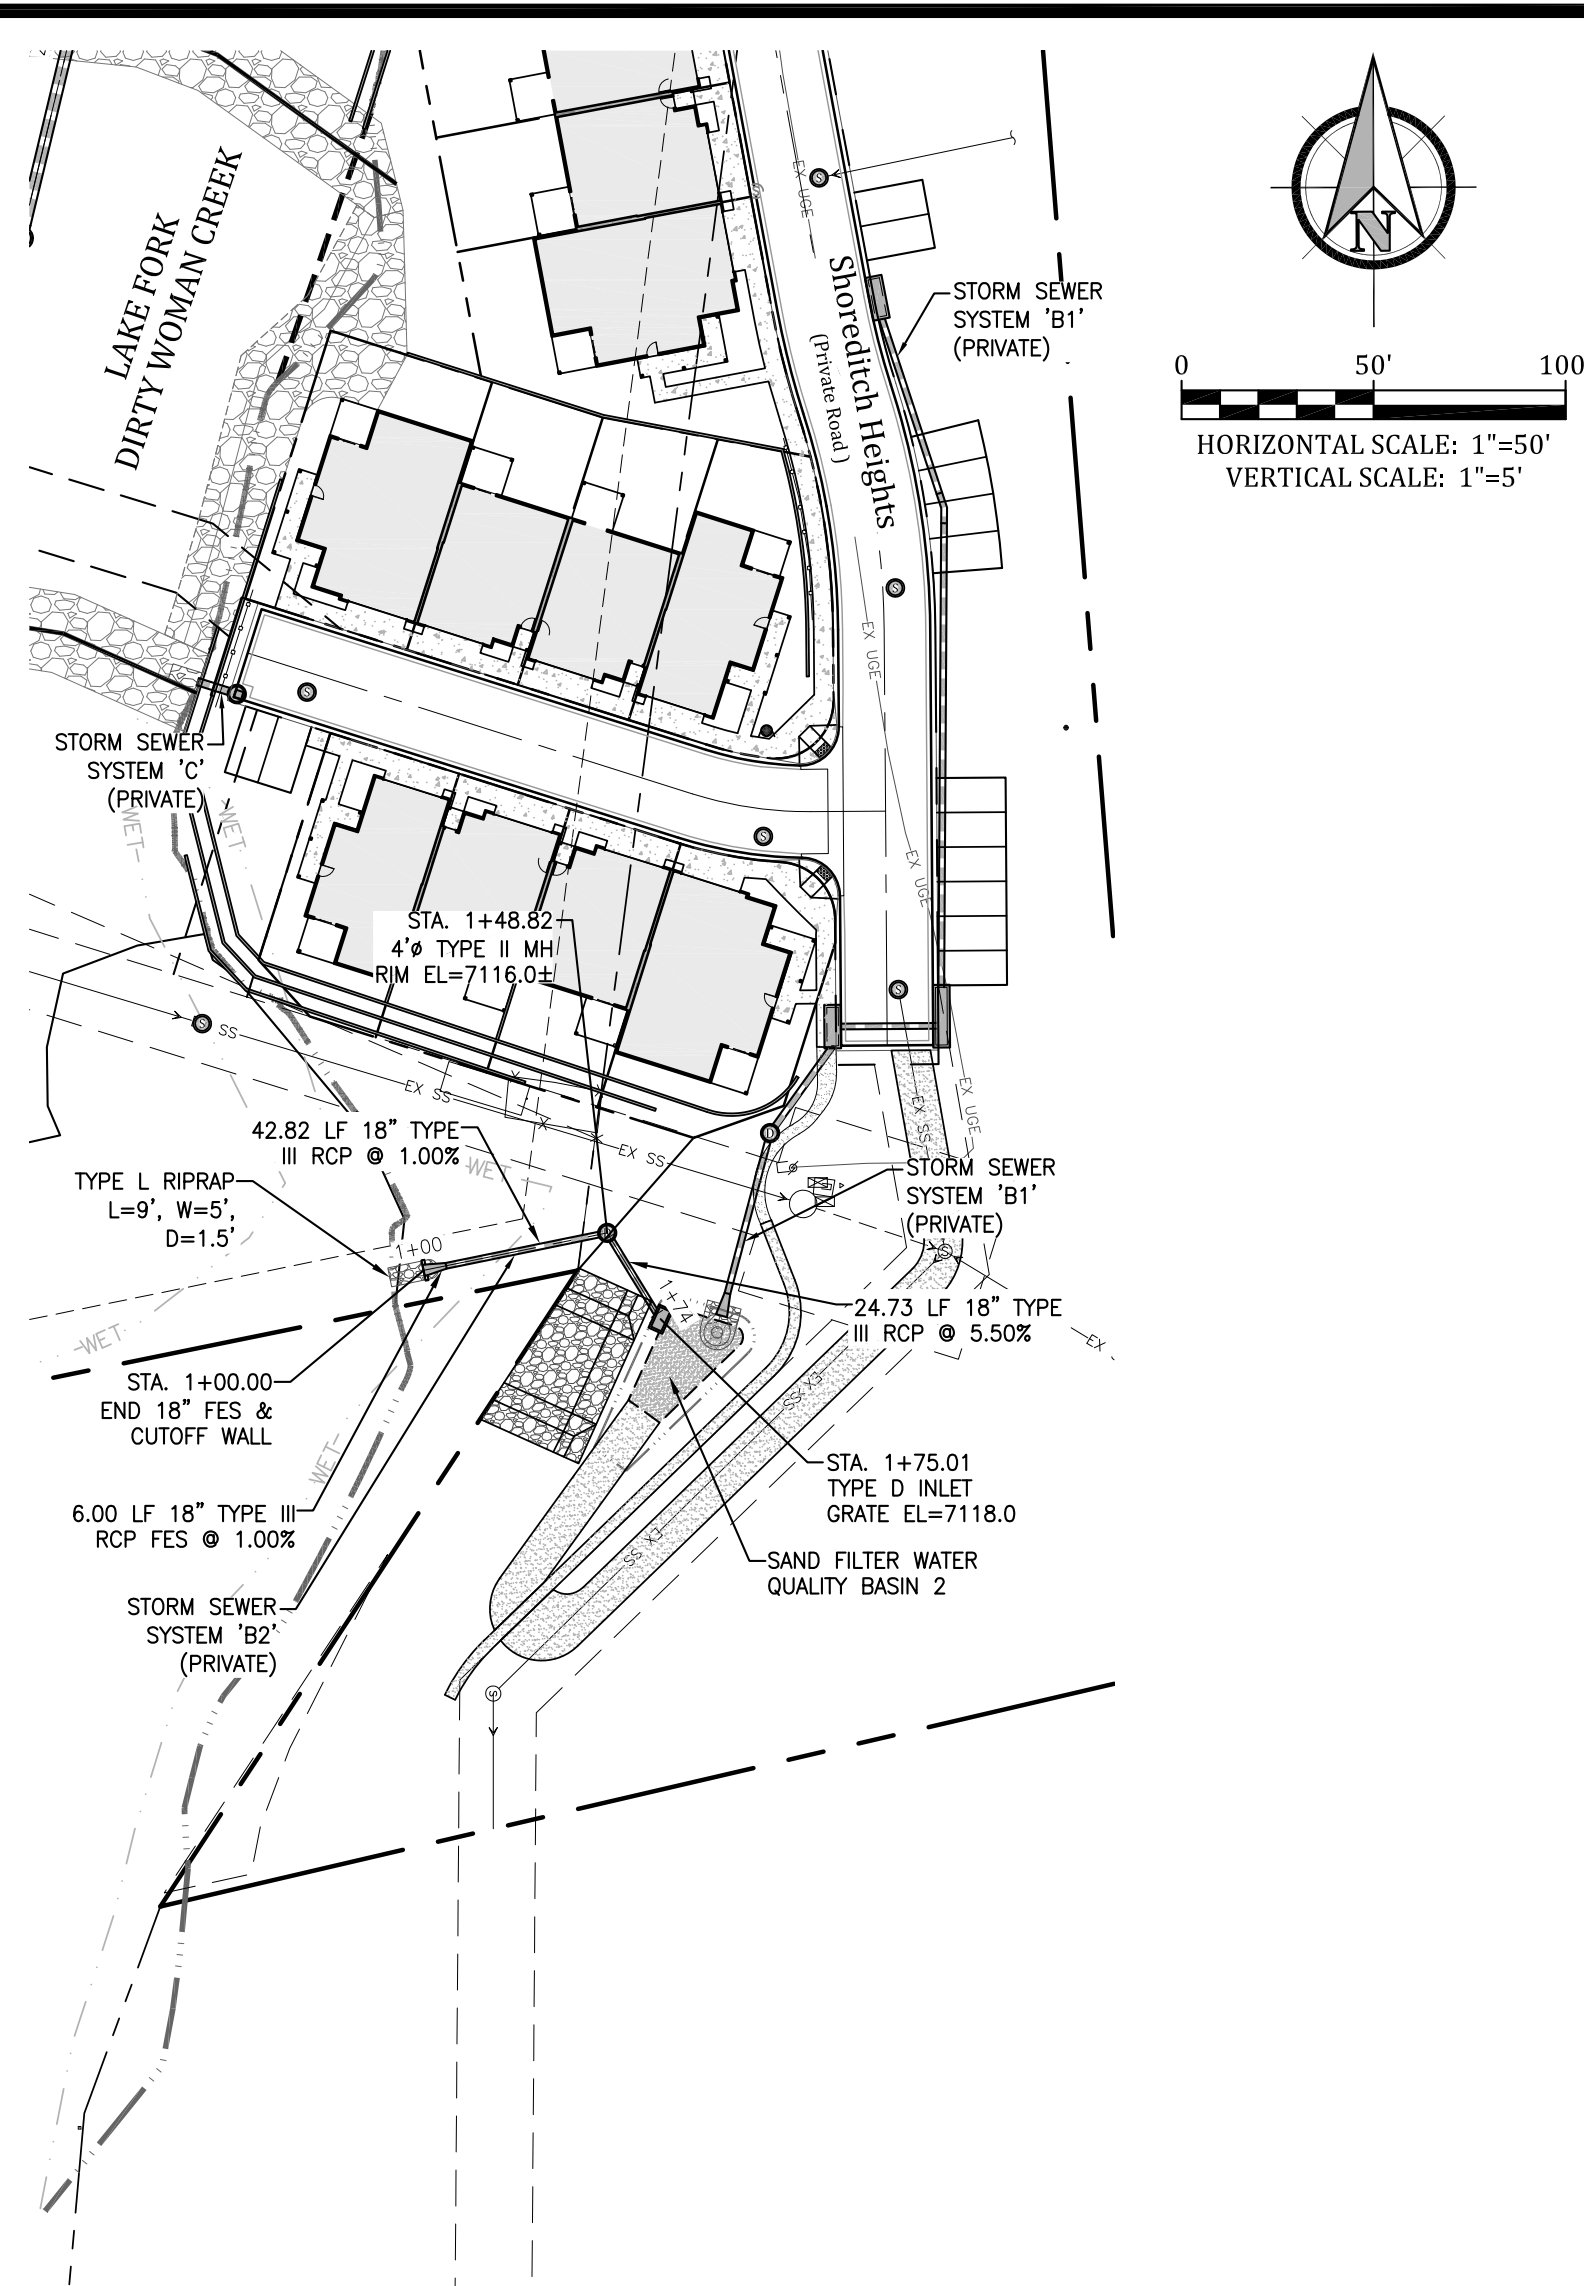 LAKE FORK
DIRTY WOMAN CREEK
EX UGE
Shoreditch Heights
(Private Road)
STORM SEWER
SYSTEM 'B1'
(PRIVATE)
N
0 50' 100
HORIZONTAL SCALE: 1"=50'
VERTICAL SCALE: 1"=5'
S
S
S
EX UGE
STORM SEWER
SYSTEM 'C'
(PRIVATE)
WET
WET
S
EX UGE
STA. 1+48.82
4'ø TYPE II MH
RIM EL=7116.0±
S
S
SS
EX SS
EX SS
EX SS
EX UGE
42.82 LF 18" TYPE
III RCP @ 1.00%
WET
D
TYPE L RIPRAP
L=9', W=5',
D=1.5'
STORM SEWER
SYSTEM 'B1'
(PRIVATE)
1+00
D
S
1+74
24.73 LF 18" TYPE
III RCP @ 5.50%
EX
WET
STA. 1+00.00
END 18" FES &
CUTOFF WALL
EX SS
WET
STA. 1+75.01
TYPE D INLET
GRATE EL=7118.0
6.00 LF 18" TYPE III
RCP FES @ 1.00%
EX SS
SAND FILTER WATER
QUALITY BASIN 2
STORM SEWER
SYSTEM 'B2'
(PRIVATE)
S